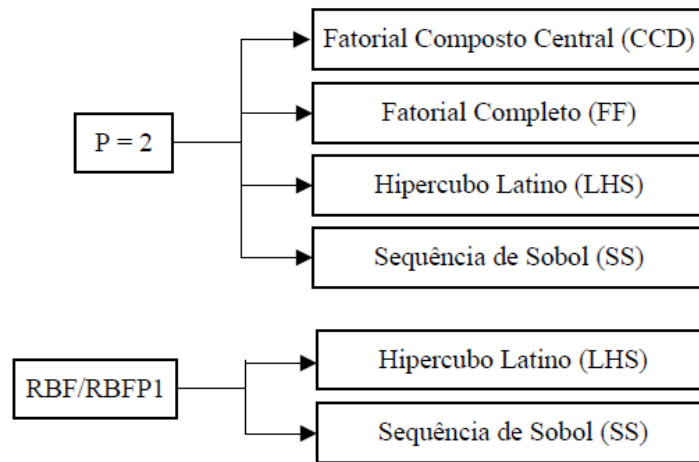 Fatorial Composto Central (CCD)
Fatorial Completo (FF)
P = 2
Hipercubo Latino (LHS)
Sequência de Sobol (SS)
Hipercubo Latino (LHS)
RBF/RBFP1
Sequência de Sobol (SS)